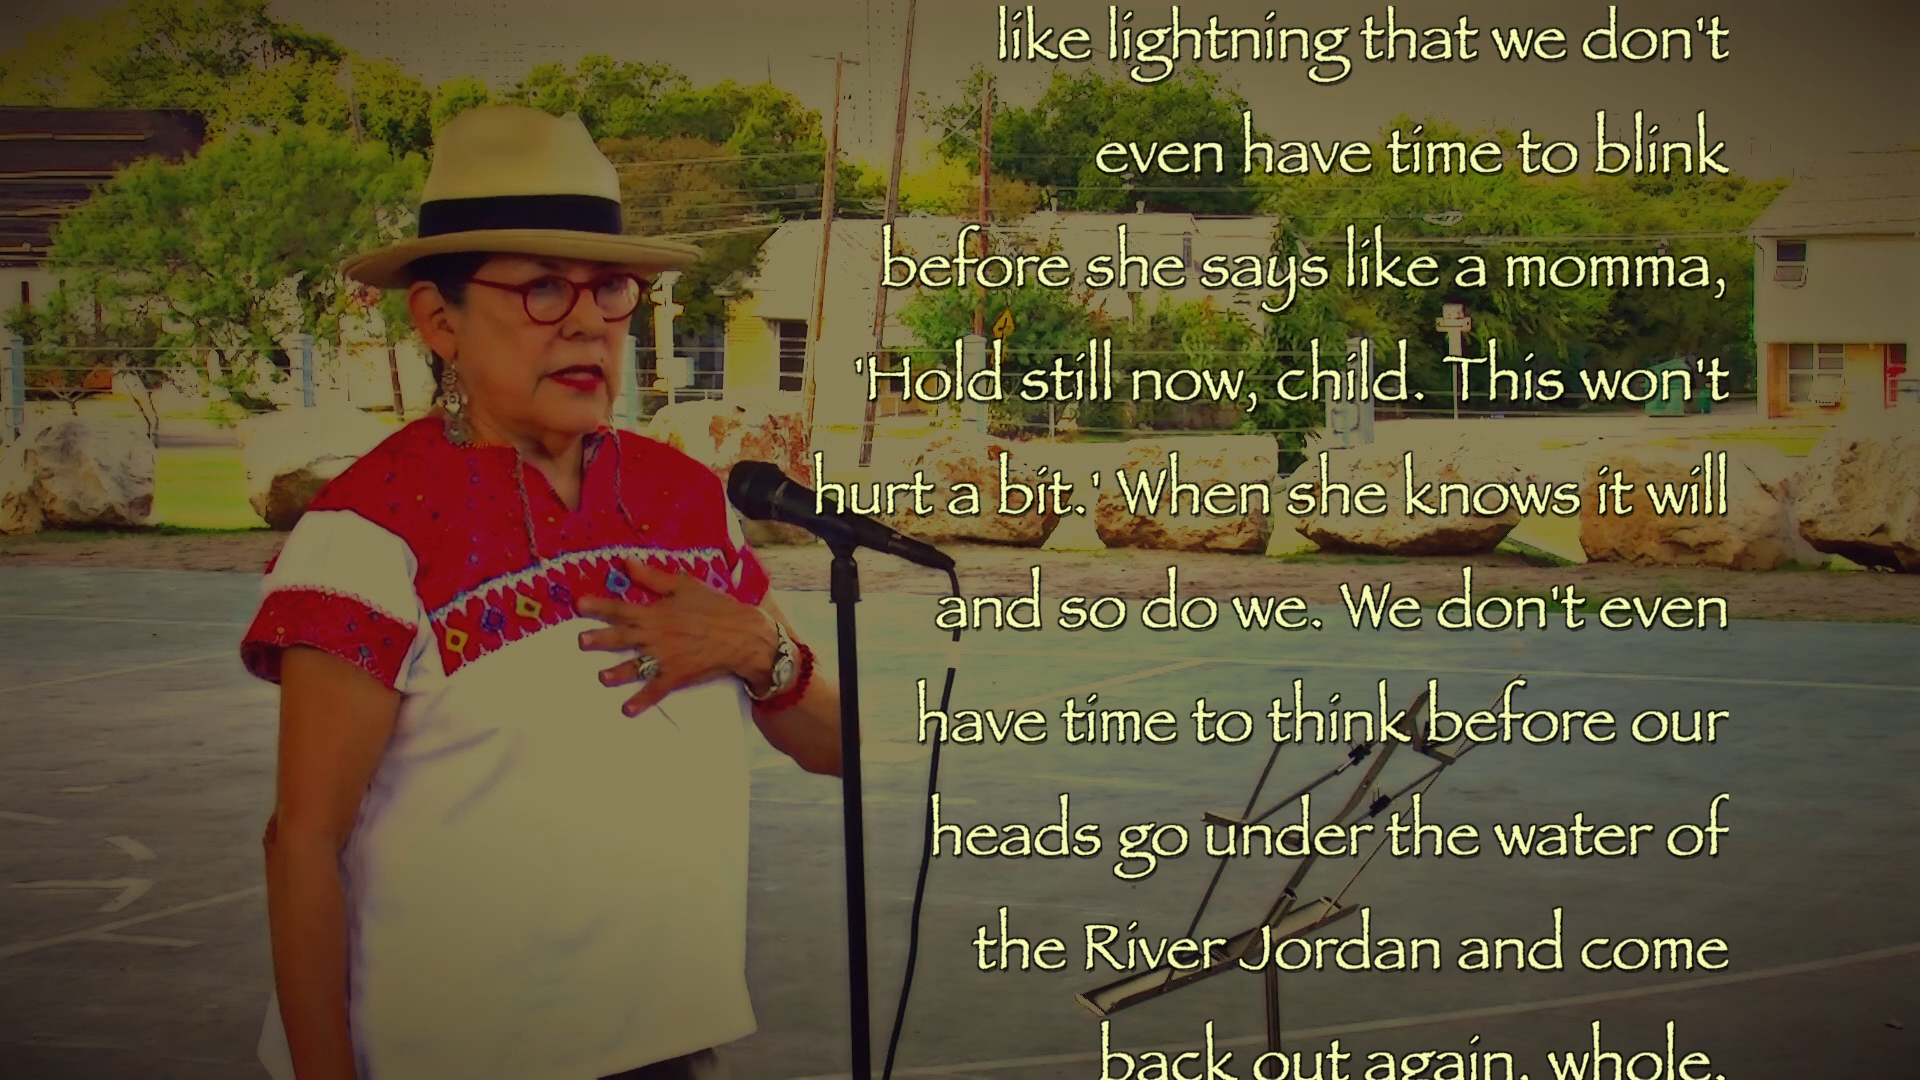 like lightning that we don't
even have time to blink
before she says like a momma,
'Hold still now, child. This won't
hurt a bit.' When she knows it will
and so do we. We don't even
have time to think before our
heads go under the water of
the River Jordan and come
back out again, whole,